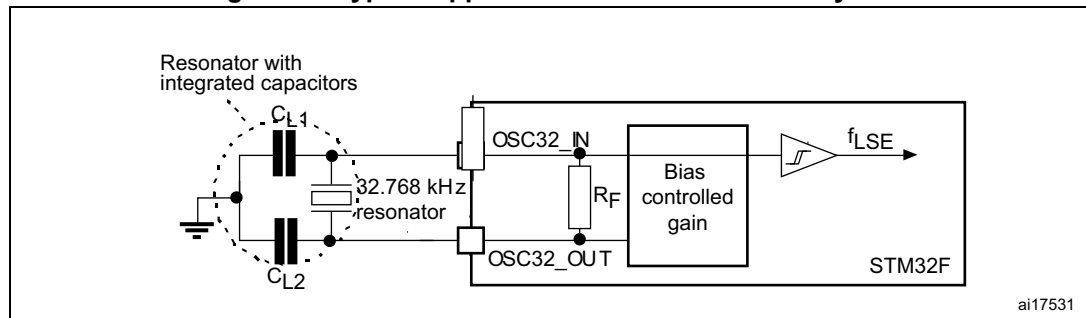 Resonator with
integrated capacitors
CL1
OSC32_IN
fLSE
32.768 kHz
resonator
RF
Bias
controlled
gain
OSC32_OUT
STM32F
CL2
ai17531